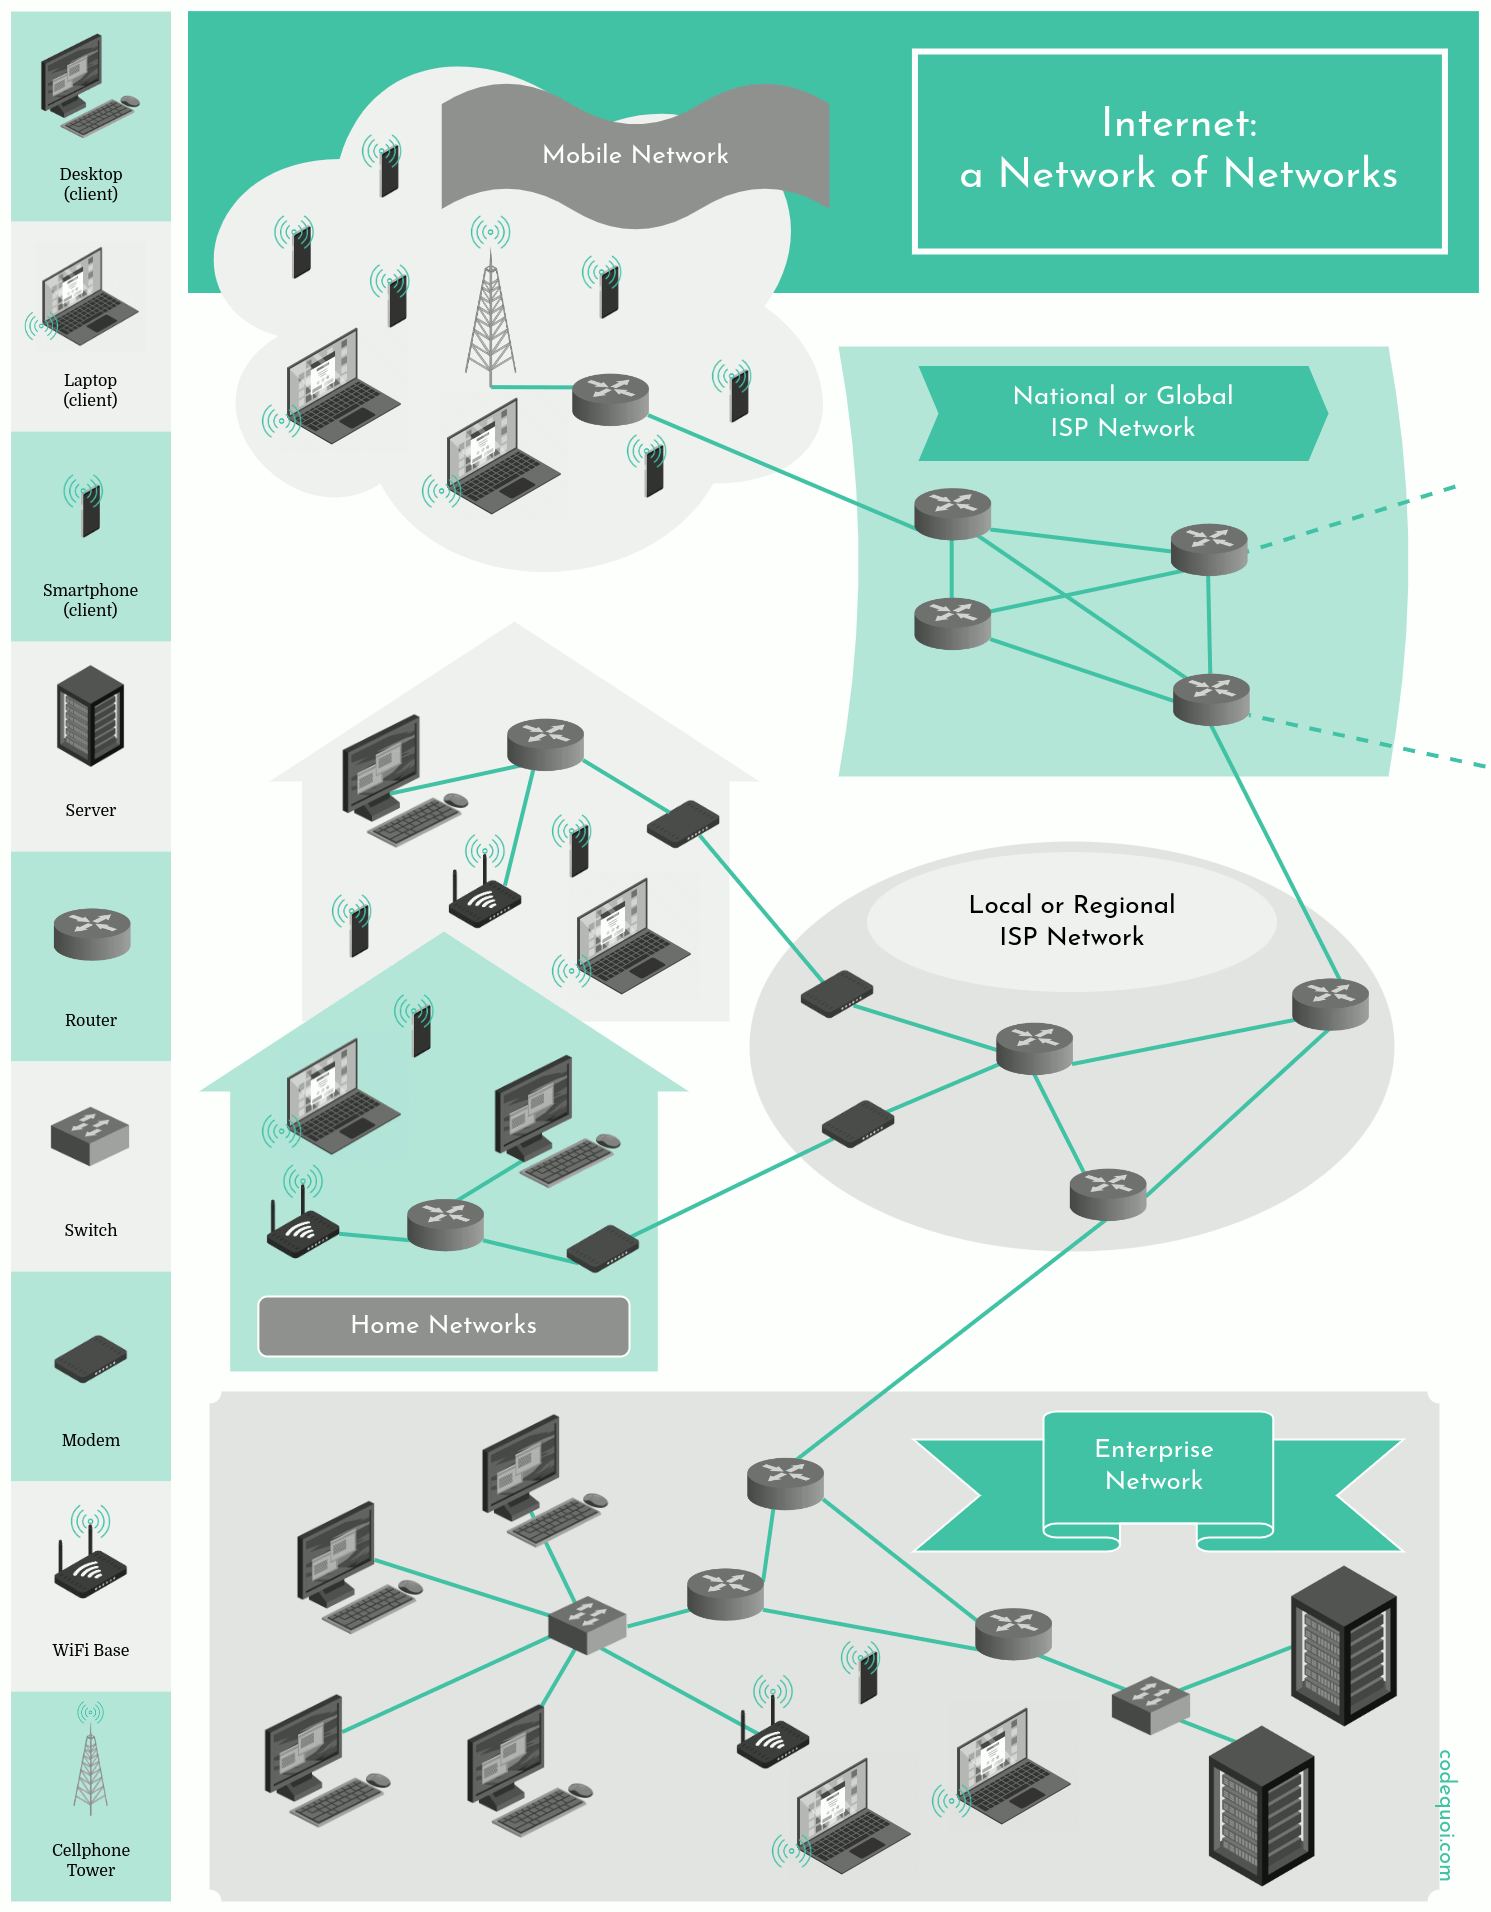 Internet:
a Network of Networks
Mobile Network
National or Global
ISP Network
Local or Regional
ISP Network
Home Networks
Enterprise
Network
Desktop
(client)
Laptop
(client)
Smartphone
(client)
Server
Router
Switch
Modem
WiFi Base
Cellphone
Tower
codequoi.com